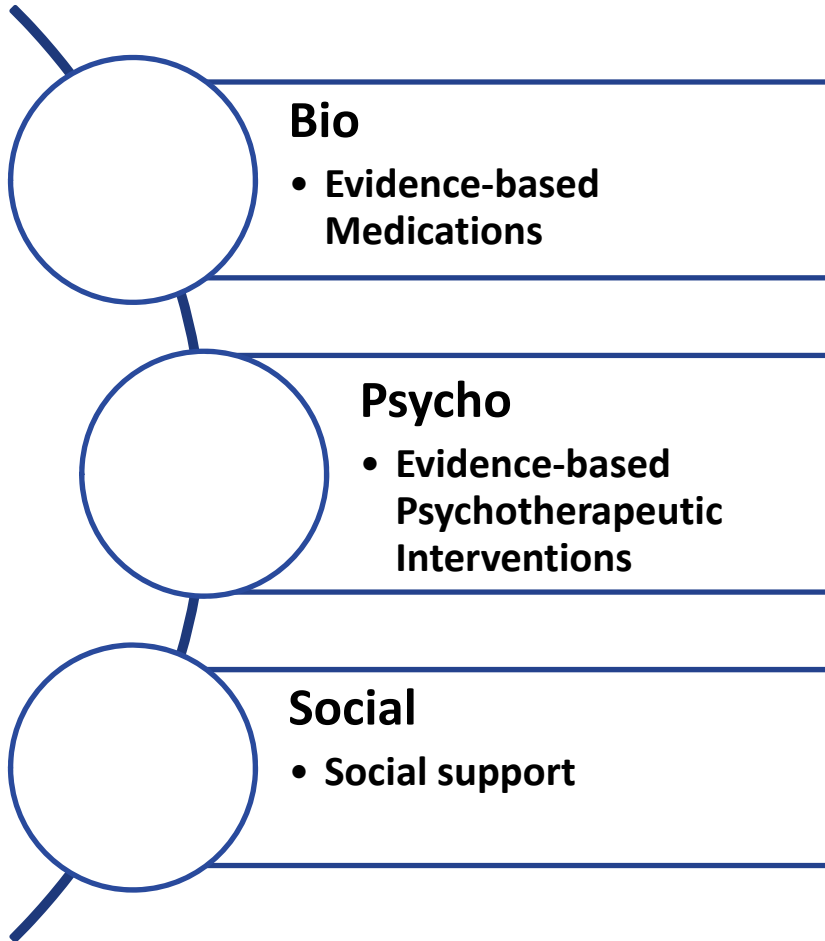 Bio
• Evidence-based
Medications
Psycho
• Evidence-based
Psychotherapeutic
Interventions
Social
• Social support